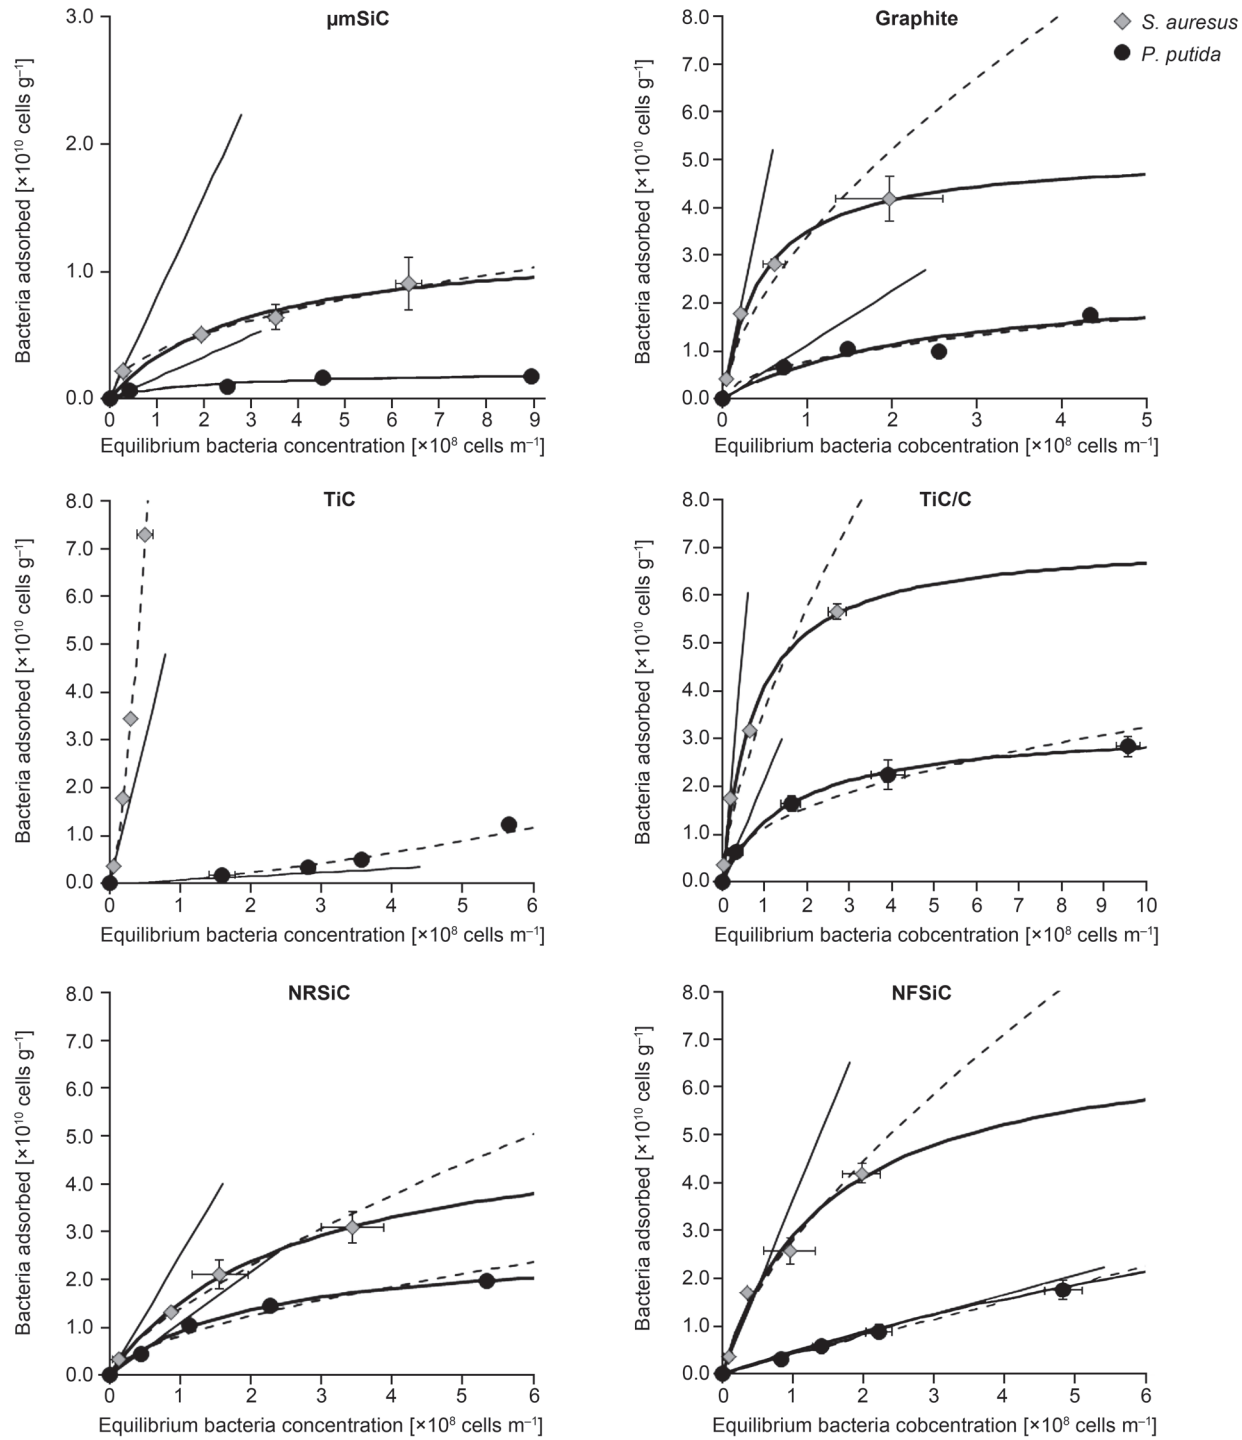 µmSiC
3.0
2.0
1.0
0.0
Bacteria adsorbed [×10¹⁰ cells g⁻¹]
0 1 2 3 4 5 6 7 8 9
Equilibrium bacteria concentration [×10⁸ cells m⁻¹]
Graphite
S. auresus
P. putida
8.0
7.0
6.0
5.0
4.0
3.0
2.0
1.0
0.0
Bacteria adsorbed [×10¹⁰ cells g⁻¹]
0 1 2 3 4 5
Equilibrium bacteria cobcentration [×10⁸ cells m⁻¹]
TiC
8.0
7.0
6.0
5.0
4.0
3.0
2.0
1.0
0.0
Bacteria adsorbed [×10¹⁰ cells g⁻¹]
0 1 2 3 4 5 6
Equilibrium bacteria concentration [×10⁸ cells m⁻¹]
TiC/C
8.0
7.0
6.0
5.0
4.0
3.0
2.0
1.0
0.0
Bacteria adsorbed [×10¹⁰ cells g⁻¹]
0 1 2 3 4 5 6 7 8 9 10
Equilibrium bacteria cobcentration [×10⁸ cells m⁻¹]
NRSiC
8.0
7.0
6.0
5.0
4.0
3.0
2.0
1.0
0.0
Bacteria adsorbed [×10¹⁰ cells g⁻¹]
0 1 2 3 4 5 6
Equilibrium bacteria concentration [×10⁸ cells m⁻¹]
NFSiC
8.0
7.0
6.0
5.0
4.0
3.0
2.0
1.0
0.0
Bacteria adsorbed [×10¹⁰ cells g⁻¹]
0 1 2 3 4 5 6
Equilibrium bacteria cobcentration [×10⁸ cells m⁻¹]